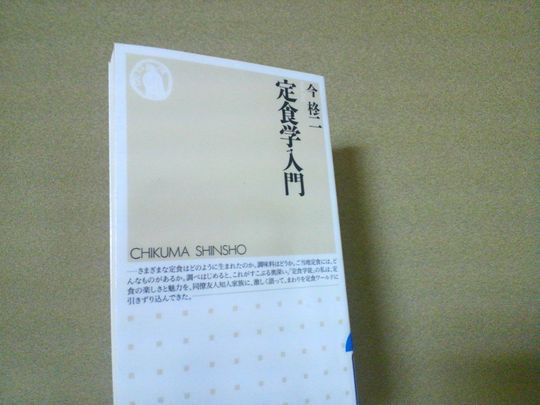 今 柊二
定食学入門
CHIKUMA SHINSHO
──さまざまな定食はどのように生まれたのか、調味料はどうか、ご当地定食には、ど
んなものがあるか。調べはじめると、これがすこぶる奥深い。「定食学徒」の私は、定
食の楽しさと魅力を、同僚友人知人家族に、激しく語って、まわりを定食ワールドに
引きずり込んできた。